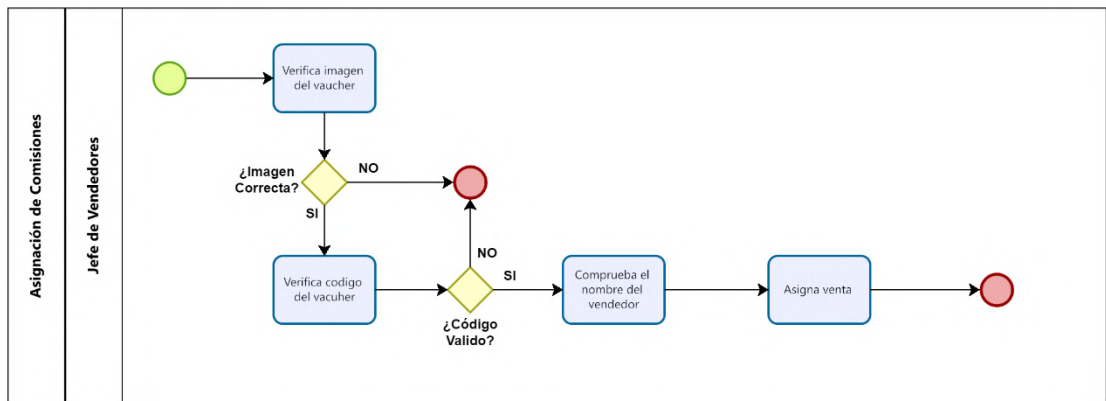 Asignación de Comisiones
Jefe de Vendedores
Verifica imagen
del vaucher
¿Imagen
Correcta?
NO
SI
Verifica codigo
del vacuher
NO
SI
¿Código
Valido?
Comprueba el
nombre del
vendedor
Asigna venta